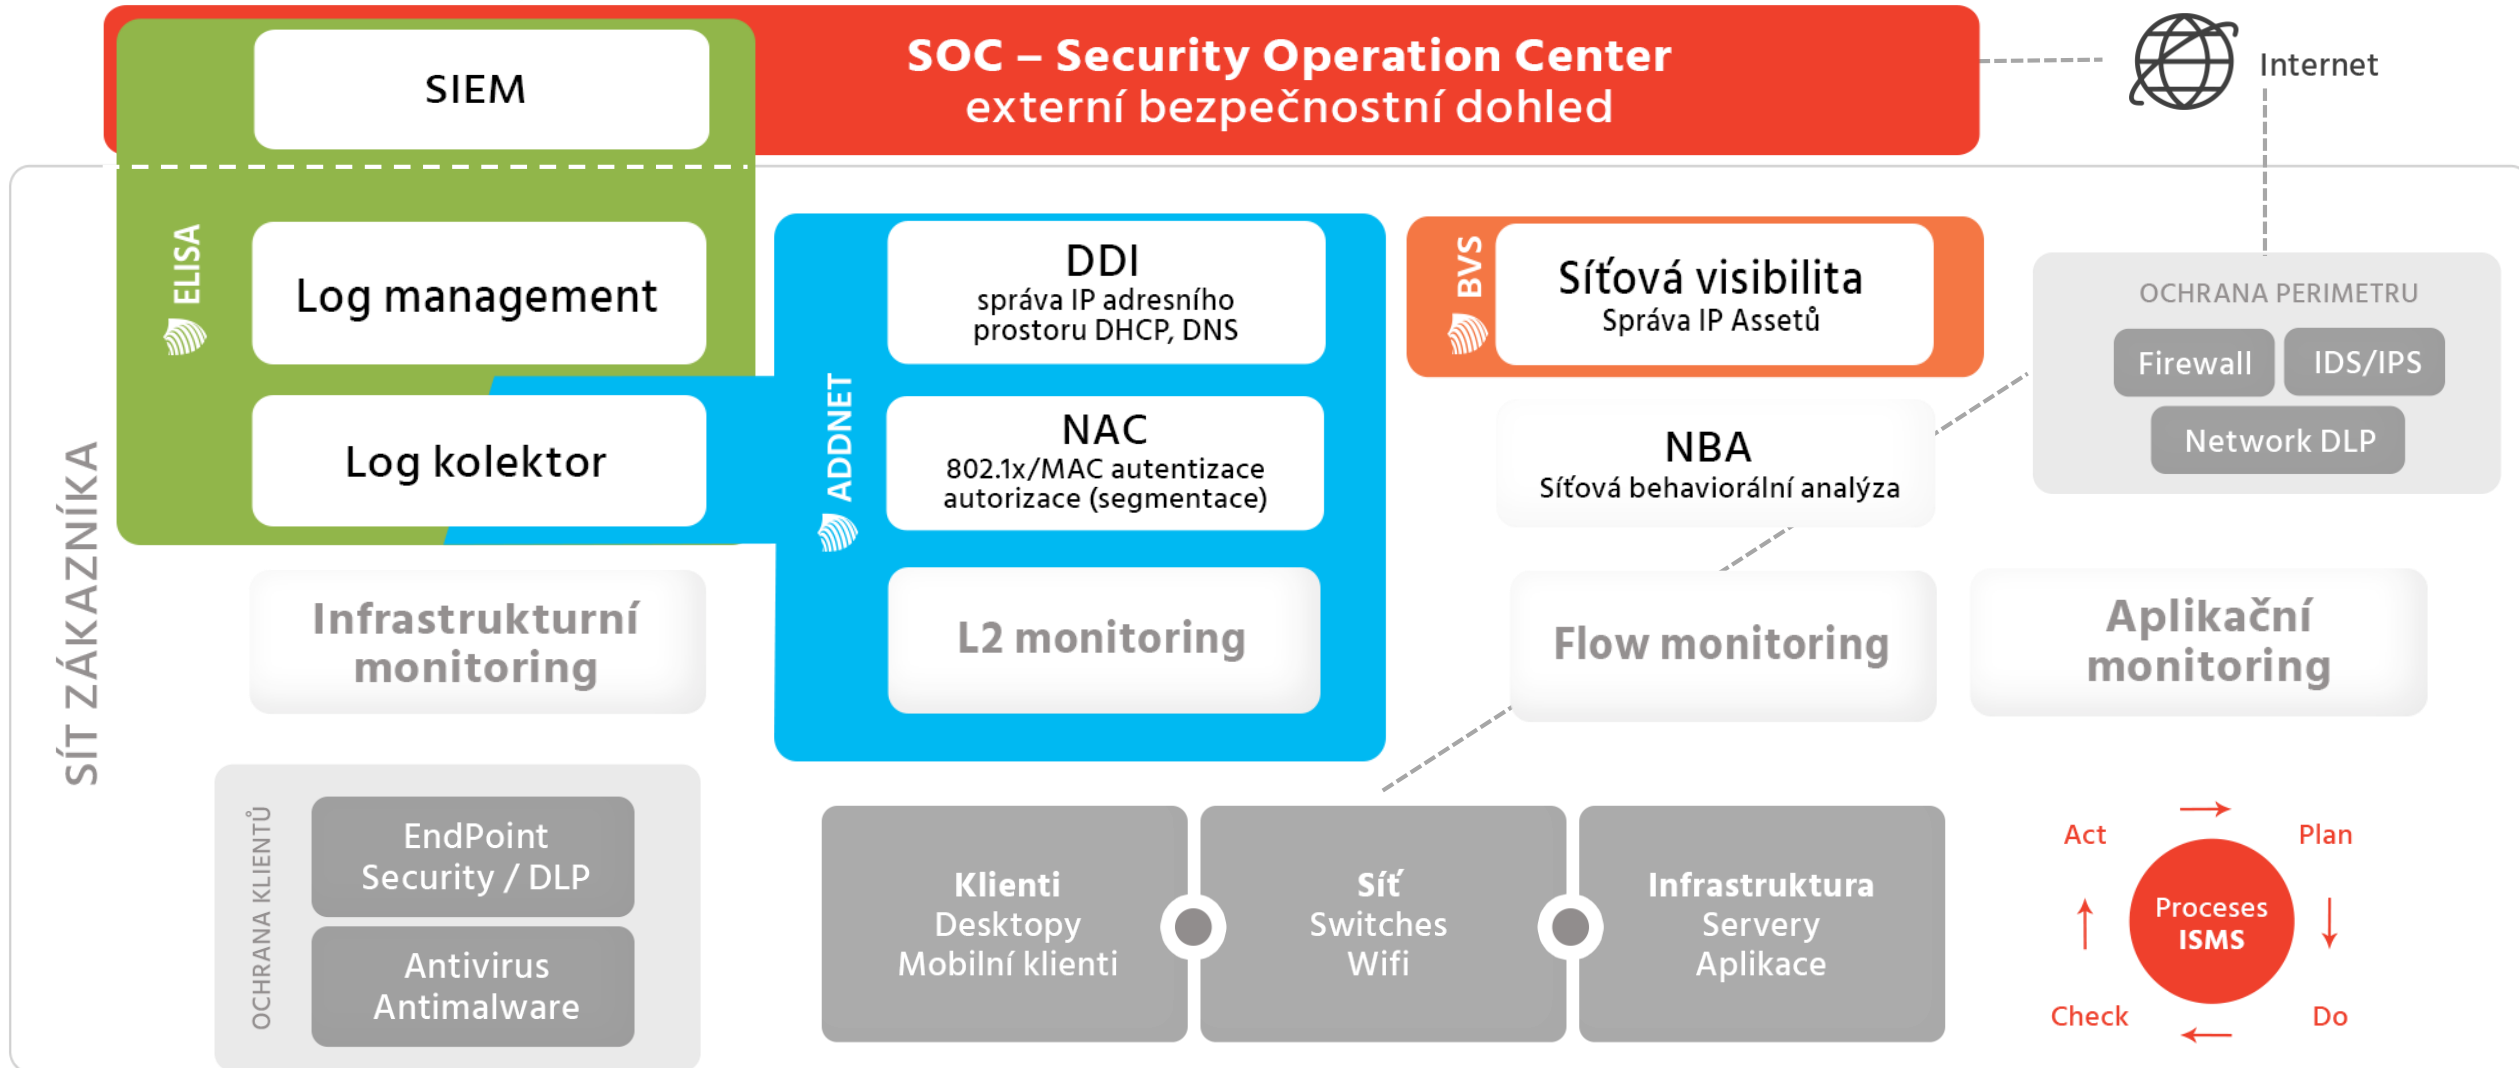 SIEM
SOC – Security Operation Center
externí bezpečnostní dohled
Internet
SÍT ZÁKAZNÍKA
ELISA
Log management
Log kolektor
ADDNET
DDI
správa IP adresního
prostoru DHCP, DNS
NAC
802.1x/MAC autentizace
autorizace (segmentace)
L2 monitoring
BVS
Síťová visibilita
Správa IP Assetů
NBA
Síťová behaviorální analýza
OCHRANA PERIMETRU
Firewall
IDS/IPS
Network DLP
Infrastrukturní
monitoring
Flow monitoring
Aplikační
monitoring
OCHRANA KLIENTŮ
EndPoint
Security / DLP
Antivirus
Antimalware
Klienti
Desktopy
Mobilní klienti
Síť
Switches
Wifi
Infrastruktura
Servery
Aplikace
Act
Plan
Proceses
ISMS
Check
Do